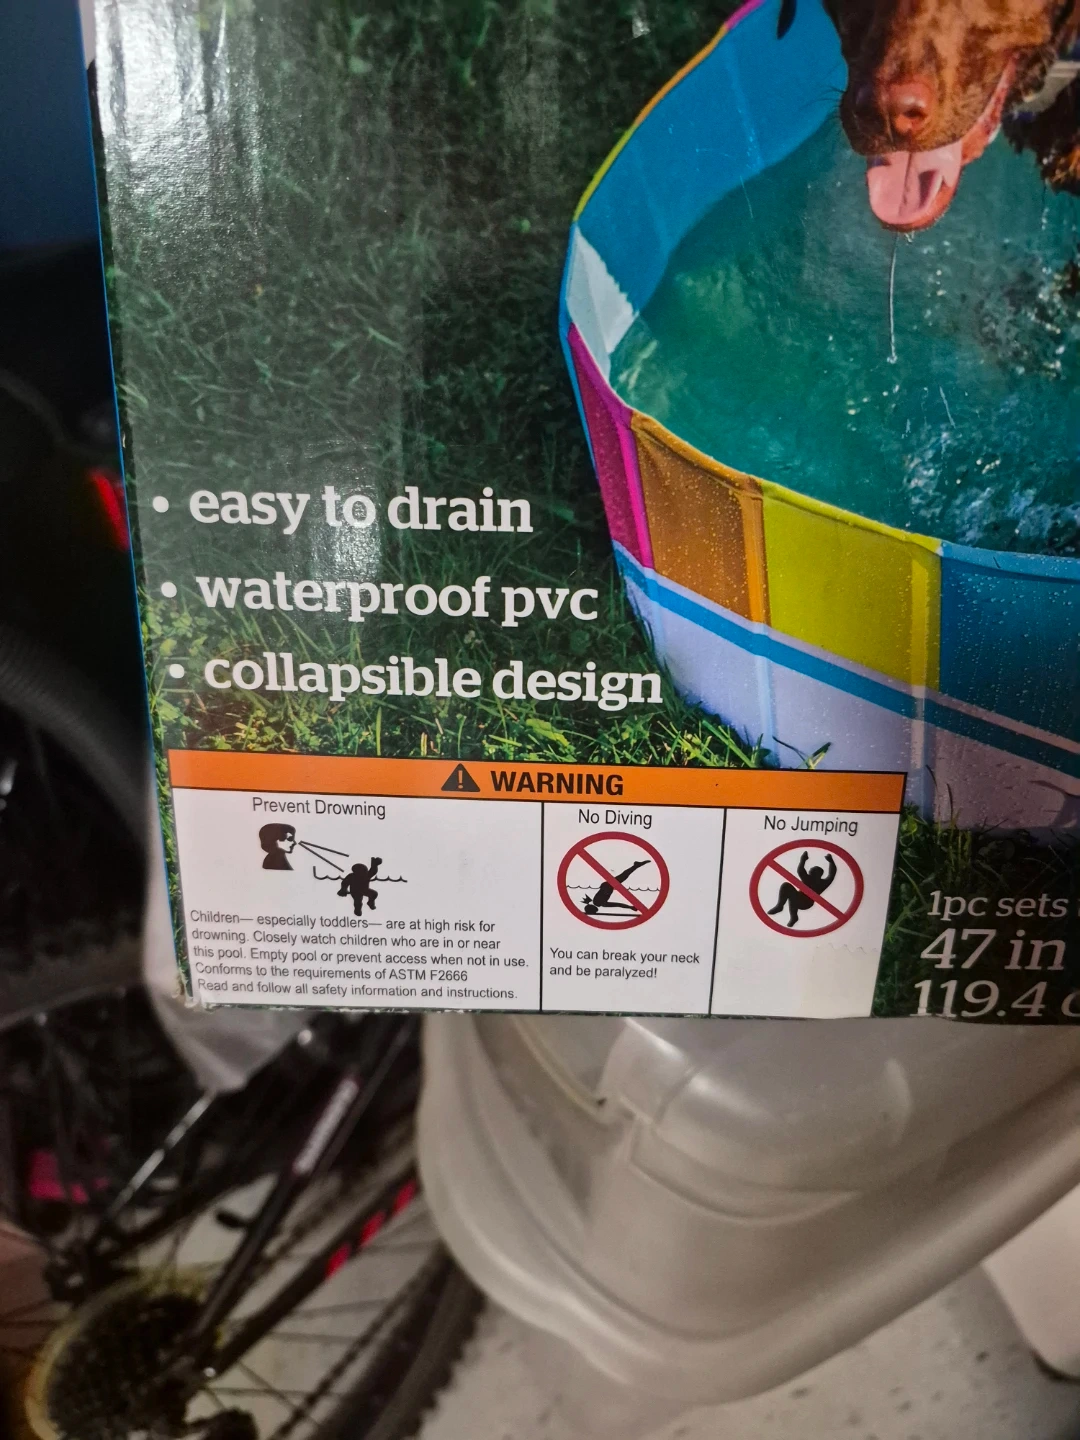 • easy to drain
• waterproof pvc
• collapsible design
WARNING
Prevent Drowning
Children— especially toddlers— are at high risk for
drowning. Closely watch children who are in or near
this pool. Empty pool or prevent access when not in use.
Conforms to the requirements of ASTM F2666
Read and follow all safety information and instructions.
No Diving
You can break your neck
and be paralyzed!
No Jumping
1pc sets
47 in
119.4 c